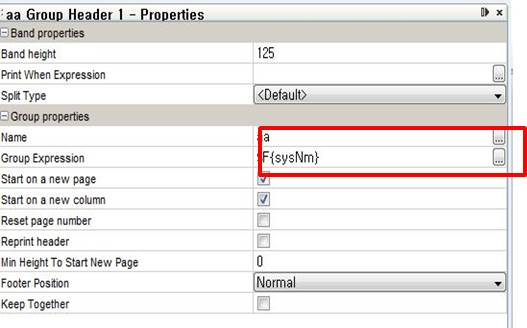 aa Group Header 1 - Properties
Band properties
Band height 125
Print When Expression ...
Split Type <Default>
Group properties
Name aa ...
Group Expression $F{sysNm} ...
Start on a new page
Start on a new column
Reset page number
Reprint header
Min Height To Start New Page 0
Footer Position Normal
Keep Together